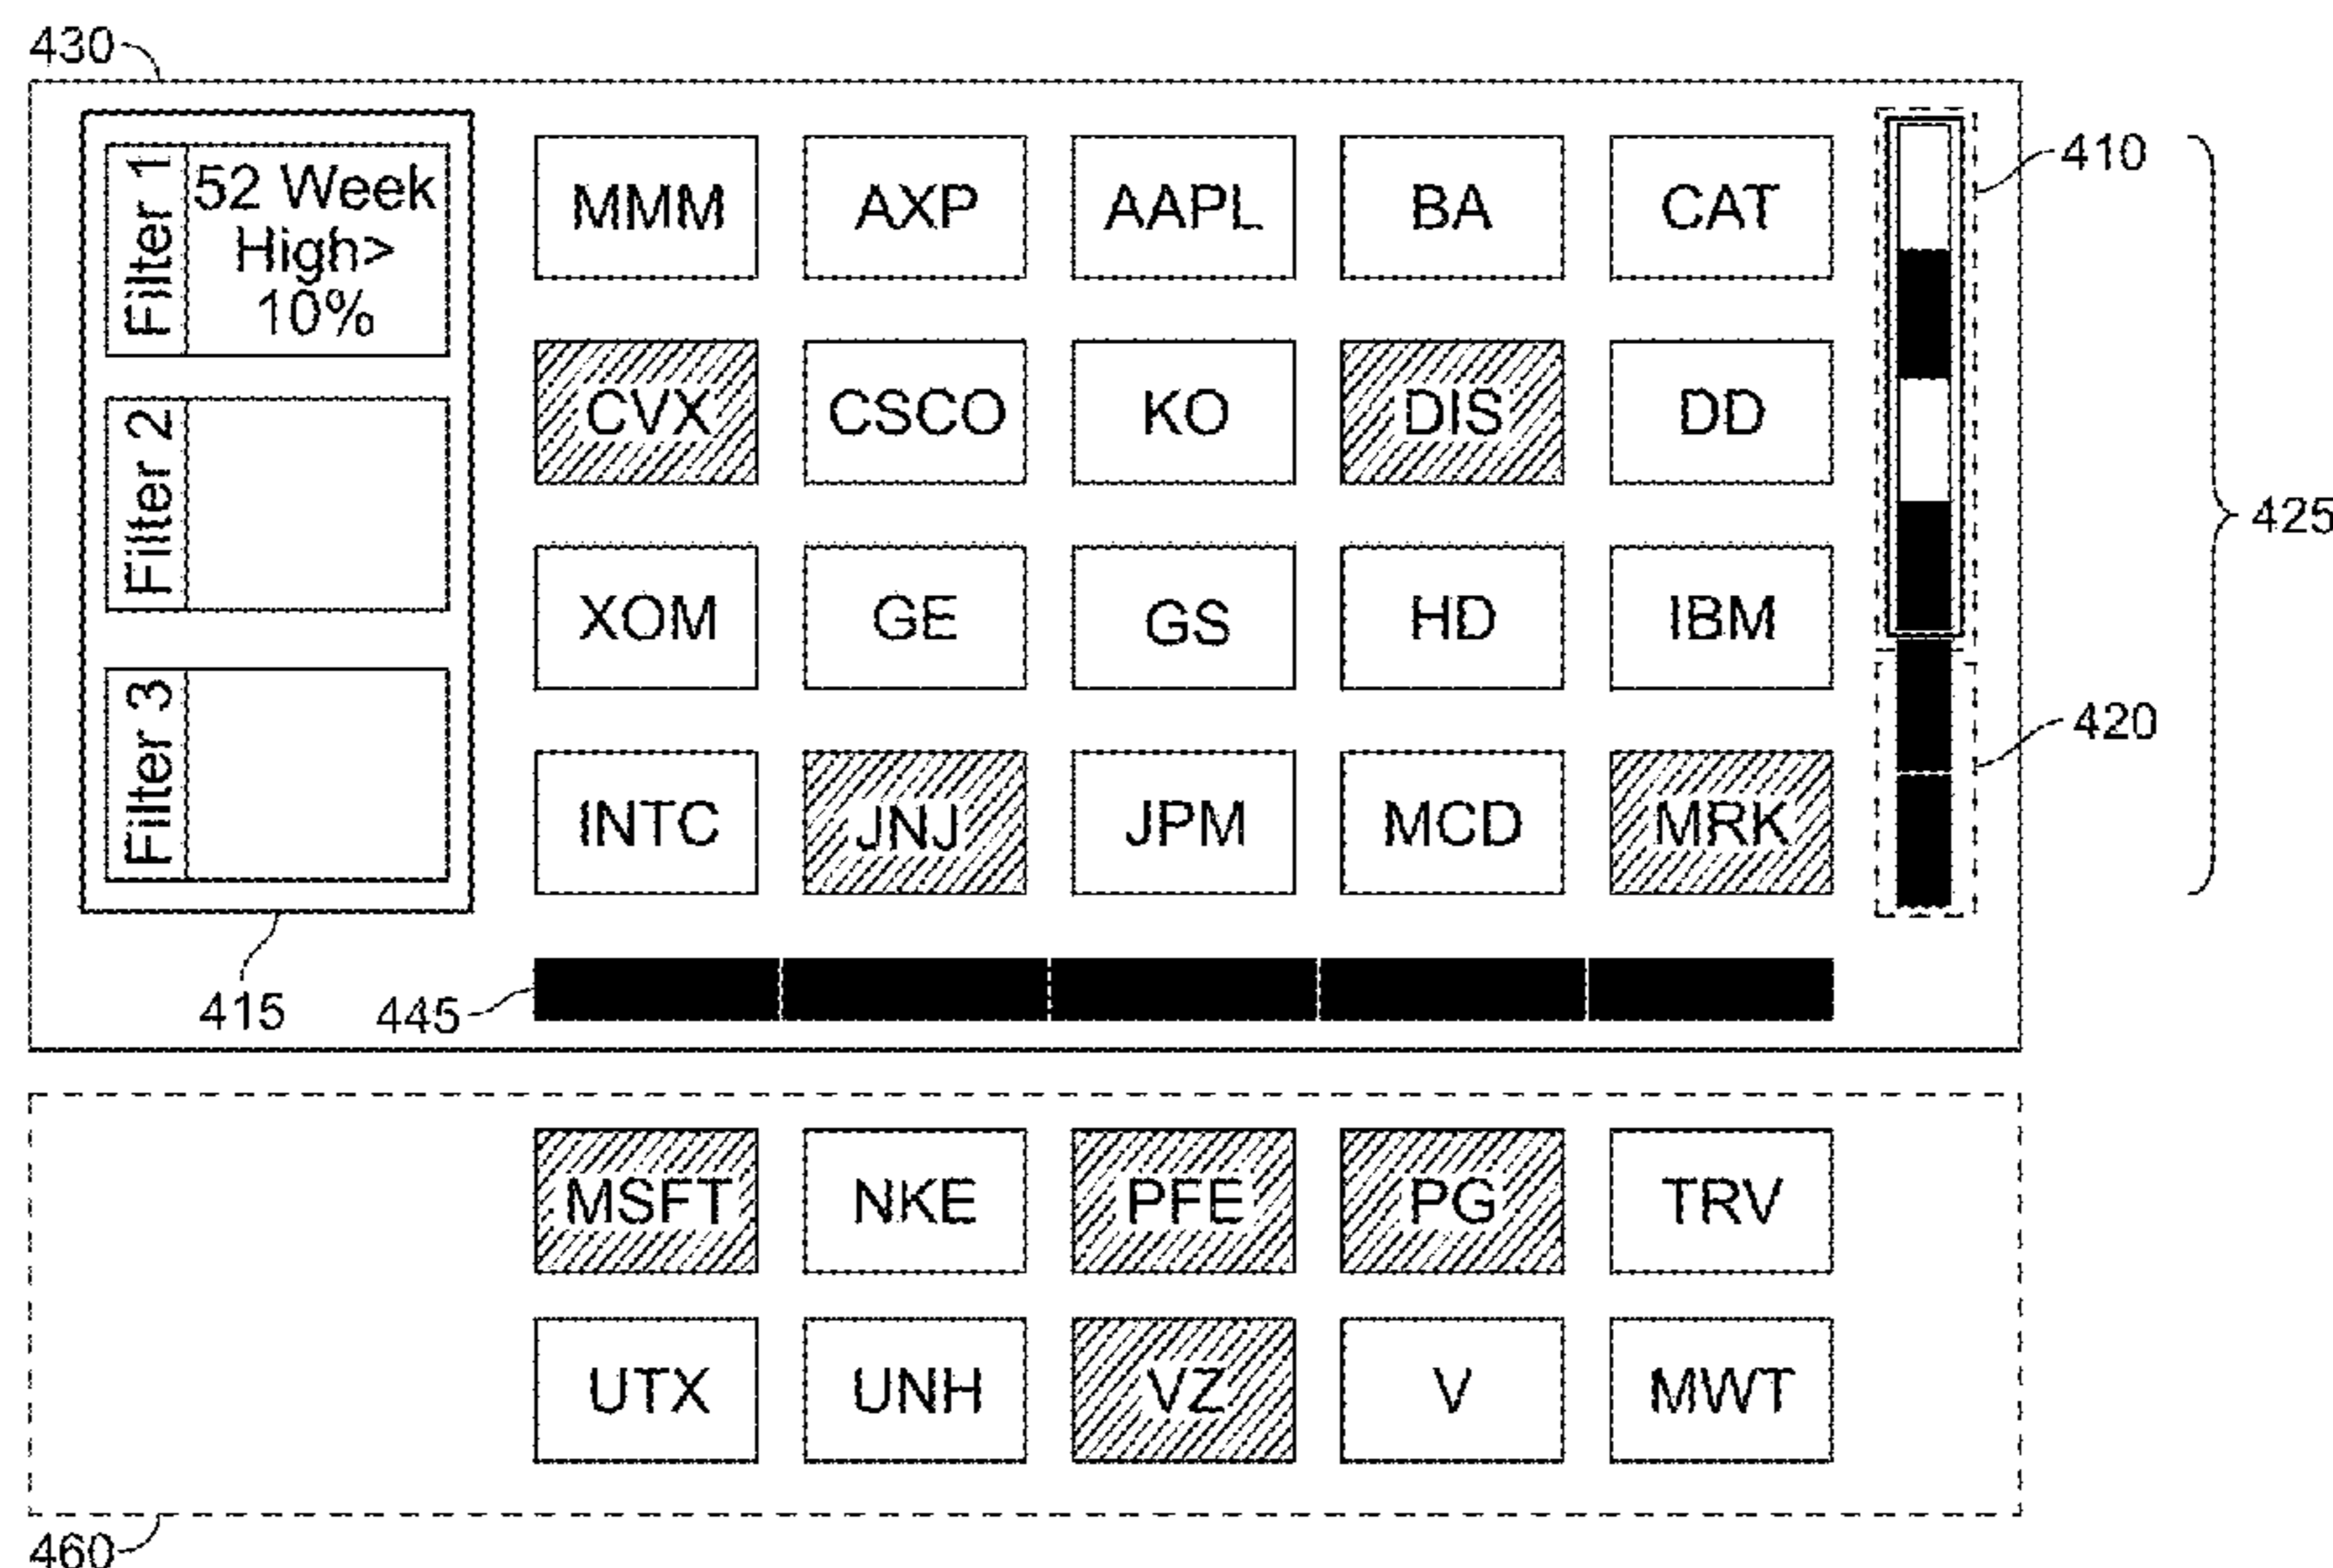 430
Filter 1
52 Week
High>
10%
Filter 2
Filter 3
MMM AXP AAPL BA CAT
CVX CSCO KO DIS DD
XOM GE GS HD IBM
INTC JNJ JPM MCD MRK
410
425
420
415
445
MSFT NKE PFE PG TRV
UTX UNH VZ V MWT
460